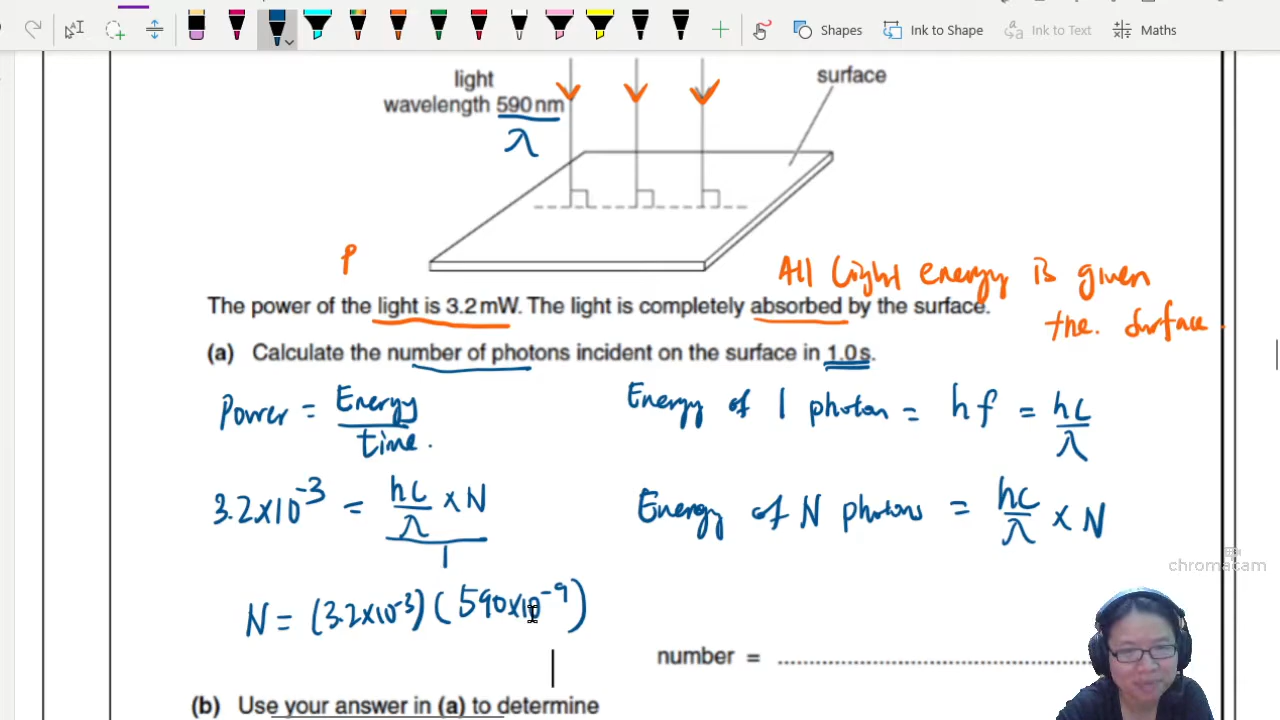 Shapes Ink to Shape Ink to Text Maths
light
wavelength 590 nm
surface
λ
P
All light energy is given
the. surface.
The power of the light is 3.2 mW. The light is completely absorbed by the surface.
(a) Calculate the number of photons incident on the surface in 1.0 s.
Power = Energy / time.
Energy of 1 photon = hf = hc / λ
3.2×10⁻³ = (hc / λ × N) / 1
Energy of N photons = hc / λ × N
chromacam
N = (3.2×10⁻³)(590×10⁻⁹)
number = ........................................
(b) Use your answer in (a) to determine